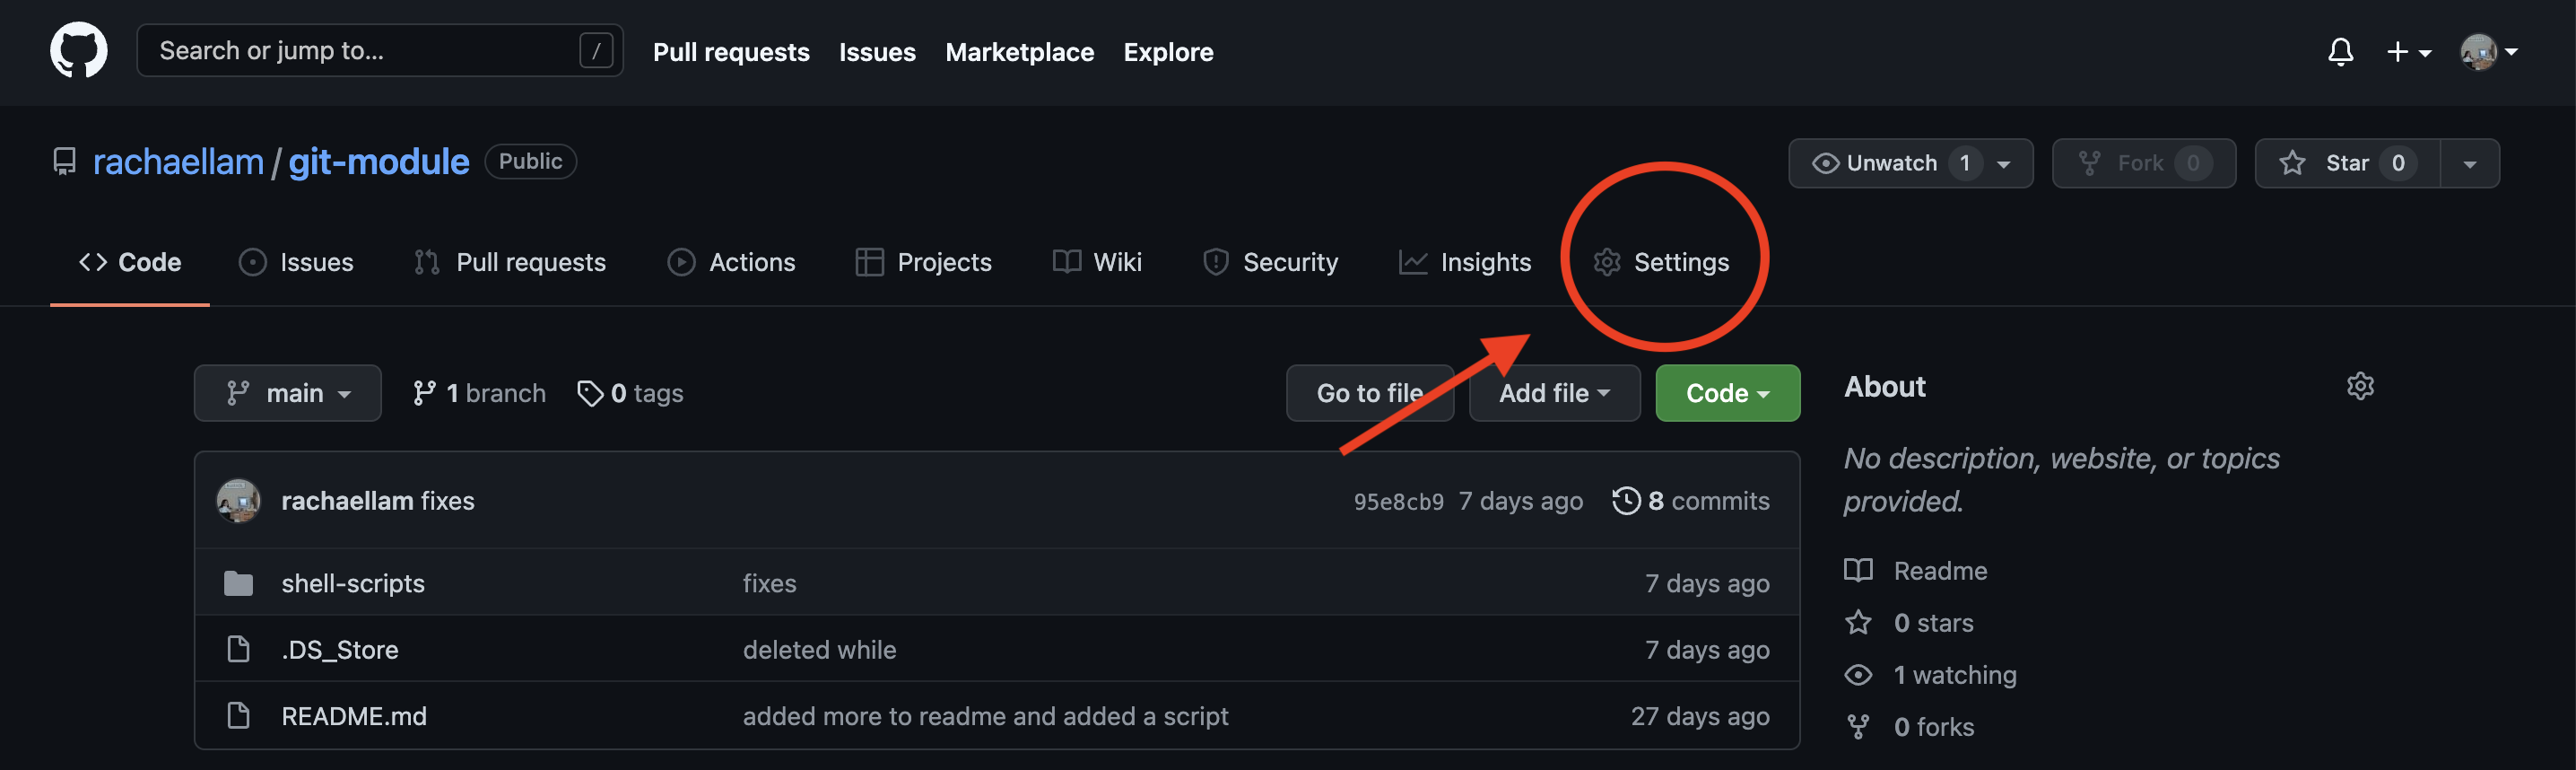 Search or jump to... / Pull requests Issues Marketplace Explore
rachaellam / git-module Public Unwatch 1 Fork 0 Star 0
Code Issues Pull requests Actions Projects Wiki Security Insights Settings
main 1 branch 0 tags Go to file Add file Code
About
No description, website, or topics
provided.
rachaellam fixes 95e8cb9 7 days ago 8 commits
shell-scripts fixes 7 days ago
.DS_Store deleted while 7 days ago
README.md added more to readme and added a script 27 days ago
Readme
0 stars
1 watching
0 forks